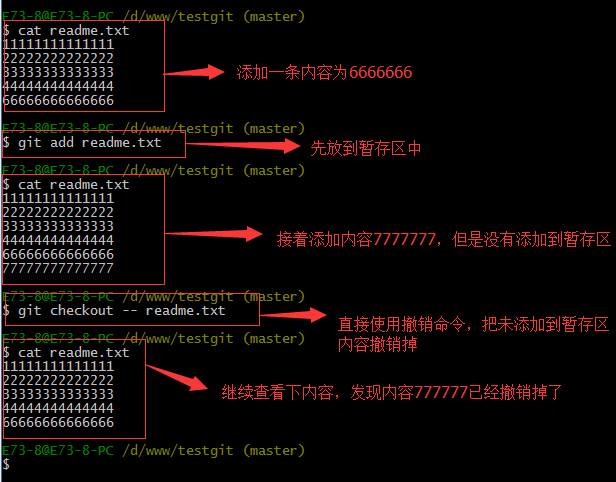 E73-8@E73-8-PC /d/www/testgit (master)
$ cat readme.txt
11111111111111
22222222222222
33333333333333
44444444444444
66666666666666
添加一条内容为6666666
E73-8@E73-8-PC /d/www/testgit (master)
$ git add readme.txt
先放到暂存区中
E73-8@E73-8-PC /d/www/testgit (master)
$ cat readme.txt
11111111111111
22222222222222
33333333333333
44444444444444
66666666666666
77777777777777
接着添加内容7777777，但是没有添加到暂存区
E73-8@E73-8-PC /d/www/testgit (master)
$ git checkout -- readme.txt
直接使用撤销命令，把未添加到暂存区
内容撤销掉
E73-8@E73-8-PC /d/www/testgit (master)
$ cat readme.txt
11111111111111
22222222222222
33333333333333
44444444444444
66666666666666
继续查看下内容，发现内容777777已经撤销掉了
E73-8@E73-8-PC /d/www/testgit (master)
$